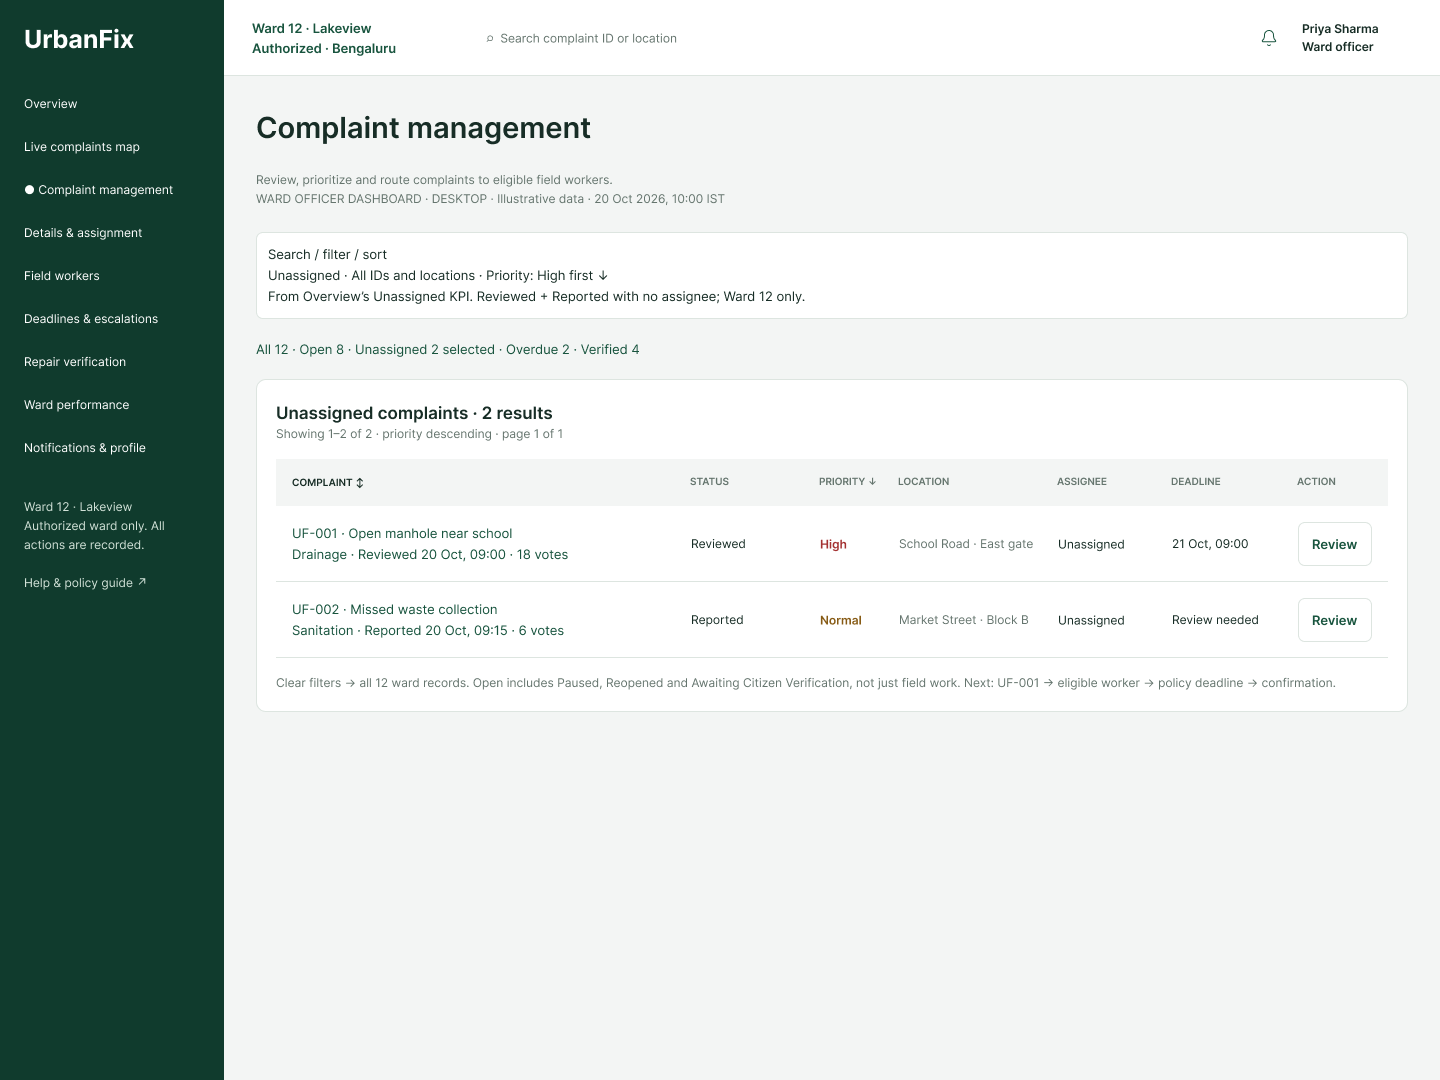 UrbanFix
Overview
Live complaints map
Complaint management
Details & assignment
Field workers
Deadlines & escalations
Repair verification
Ward performance
Notifications & profile
Ward 12 · Lakeview
Authorized ward only. All
actions are recorded.
Help & policy guide ↗
Ward 12 · Lakeview
Authorized · Bengaluru
⌕ Search complaint ID or location
Priya Sharma
Ward officer
Complaint management
Review, prioritize and route complaints to eligible field workers.
WARD OFFICER DASHBOARD · DESKTOP · Illustrative data · 20 Oct 2026, 10:00 IST
Search / filter / sort
Unassigned · All IDs and locations · Priority: High first ↓
From Overview’s Unassigned KPI. Reviewed + Reported with no assignee; Ward 12 only.
All 12 · Open 8 · Unassigned 2 selected · Overdue 2 · Verified 4
Unassigned complaints · 2 results
Showing 1–2 of 2 · priority descending · page 1 of 1
COMPLAINT ↕ STATUS PRIORITY ↓ LOCATION ASSIGNEE DEADLINE ACTION
UF-001 · Open manhole near school
Drainage · Reviewed 20 Oct, 09:00 · 18 votes
Reviewed High School Road · East gate Unassigned 21 Oct, 09:00 Review
UF-002 · Missed waste collection
Sanitation · Reported 20 Oct, 09:15 · 6 votes
Reported Normal Market Street · Block B Unassigned Review needed Review
Clear filters → all 12 ward records. Open includes Paused, Reopened and Awaiting Citizen Verification, not just field work. Next: UF-001 → eligible worker → policy deadline → confirmation.